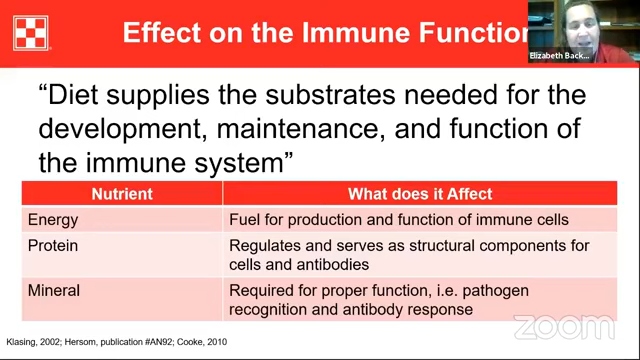 Effect on the Immune Function
Elizabeth Back...
“Diet supplies the substrates needed for the
development, maintenance, and function of
the immune system”
Nutrient What does it Affect
Energy Fuel for production and function of immune cells
Protein Regulates and serves as structural components for
cells and antibodies
Mineral Required for proper function, i.e. pathogen
recognition and antibody response
Klasing, 2002; Hersom, publication #AN92; Cooke, 2010
zoom